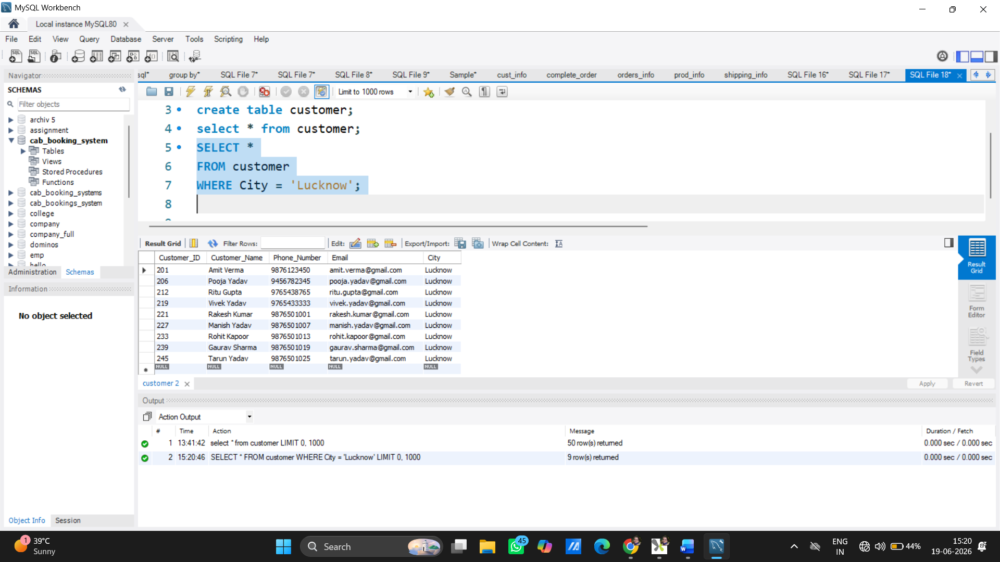 MySQL Workbench
Local instance MySQL80
File Edit View Query Database Server Tools Scripting Help
Navigator
sql* group by* SQL File 7* SQL File 7* SQL File 8* SQL File 9* Sample* cust_info complete_order orders_info prod_info shipping_info SQL File 16* SQL File 17* SQL File 18*
SCHEMAS
Limit to 1000 rows
Filter objects
archiv 5
assignment
cab_booking_system
Tables
Views
Stored Procedures
Functions
cab_booking_systems
cab_bookings_system
college
company
company_full
dominos
emp
hello
Administration Schemas
Information
No object selected
Object Info Session
3 create table customer;
4 select * from customer;
5 SELECT *
6 FROM customer
7 WHERE City = 'Lucknow';
8
Result Grid Filter Rows: Edit: Export/Import: Wrap Cell Content:
Customer_ID Customer_Name Phone_Number Email City
201 Amit Verma 9876123450 amit.verma@gmail.com Lucknow
206 Pooja Yadav 9456782345 pooja.yadav@gmail.com Lucknow
212 Ritu Gupta 9765438765 ritu.gupta@gmail.com Lucknow
219 Vivek Yadav 9765433333 vivek.yadav@gmail.com Lucknow
221 Rakesh Kumar 9876501001 rakesh.kumar@gmail.com Lucknow
227 Manish Yadav 9876501007 manish.yadav@gmail.com Lucknow
233 Rohit Kapoor 9876501013 rohit.kapoor@gmail.com Lucknow
239 Gaurav Sharma 9876501019 gaurav.sharma@gmail.com Lucknow
245 Tarun Yadav 9876501025 tarun.yadav@gmail.com Lucknow
NULL NULL NULL NULL NULL
Result Grid
Form Editor
Field Types
customer 2
Apply Revert
Output
Action Output
# Time Action Message Duration / Fetch
1 13:41:42 select * from customer LIMIT 0, 1000 50 row(s) returned 0.000 sec / 0.000 sec
2 15:20:46 SELECT * FROM customer WHERE City = 'Lucknow' LIMIT 0, 1000 9 row(s) returned 0.000 sec / 0.000 sec
1
39°C
Sunny
Search
45
ENG
IN
44%
15:20
19-06-2026